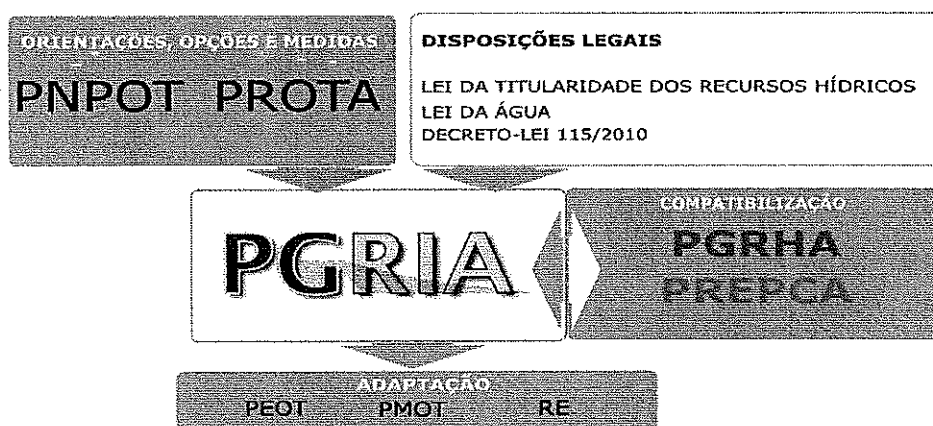 ORIENTAÇÕES, OPÇÕES E MEDIDAS
PNPOT PROTA
DISPOSIÇÕES LEGAIS
LEI DA TITULARIDADE DOS RECURSOS HÍDRICOS
LEI DA ÁGUA
DECRETO-LEI 115/2010
PGRIA
COMPATIBILIZAÇÃO
PGRHA
PREPCA
ADAPTAÇÃO
PEOT PMOT RE